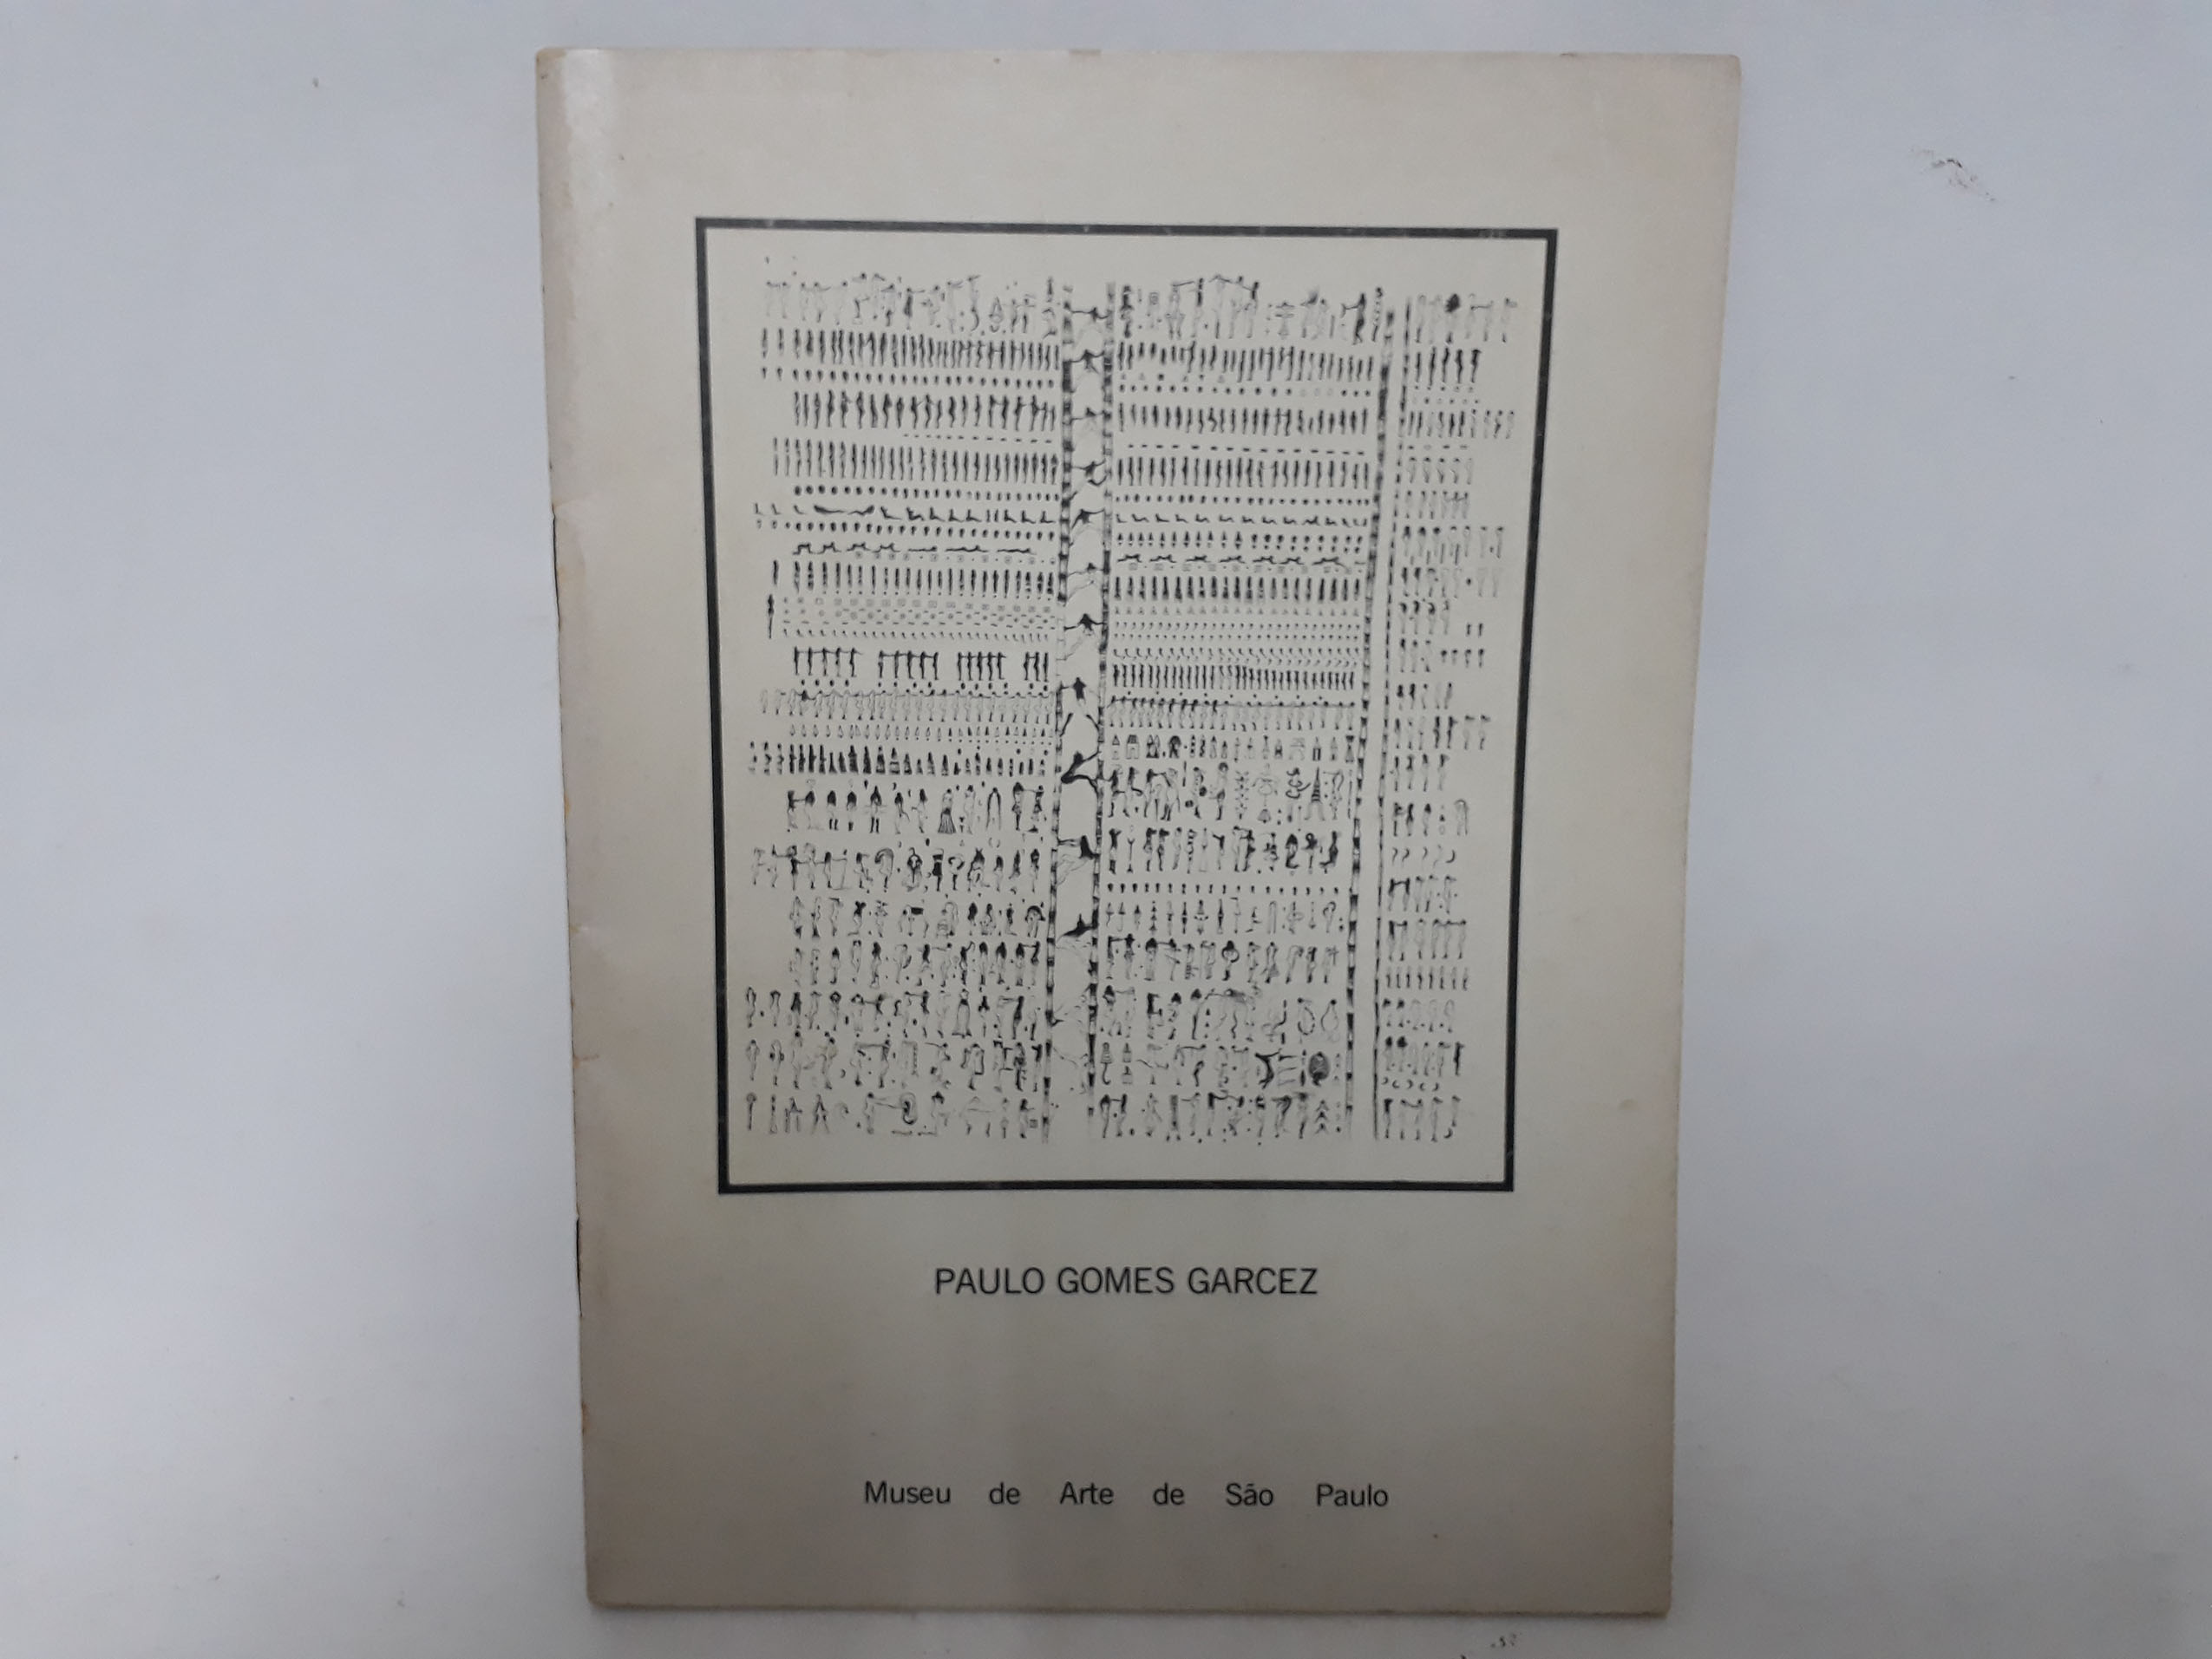 PAULO GOMES GARCEZ
Museu de Arte de São Paulo